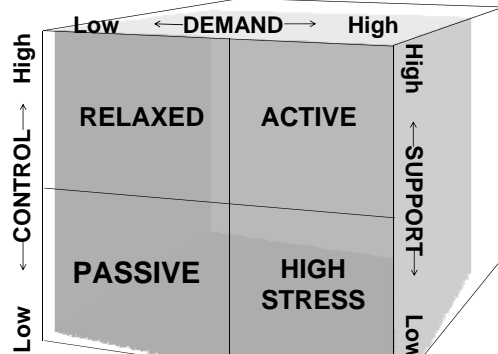 Low ← DEMAND → High
High
← CONTROL →
Low
High
← SUPPORT →
Low
RELAXED
ACTIVE
PASSIVE
HIGH
STRESS